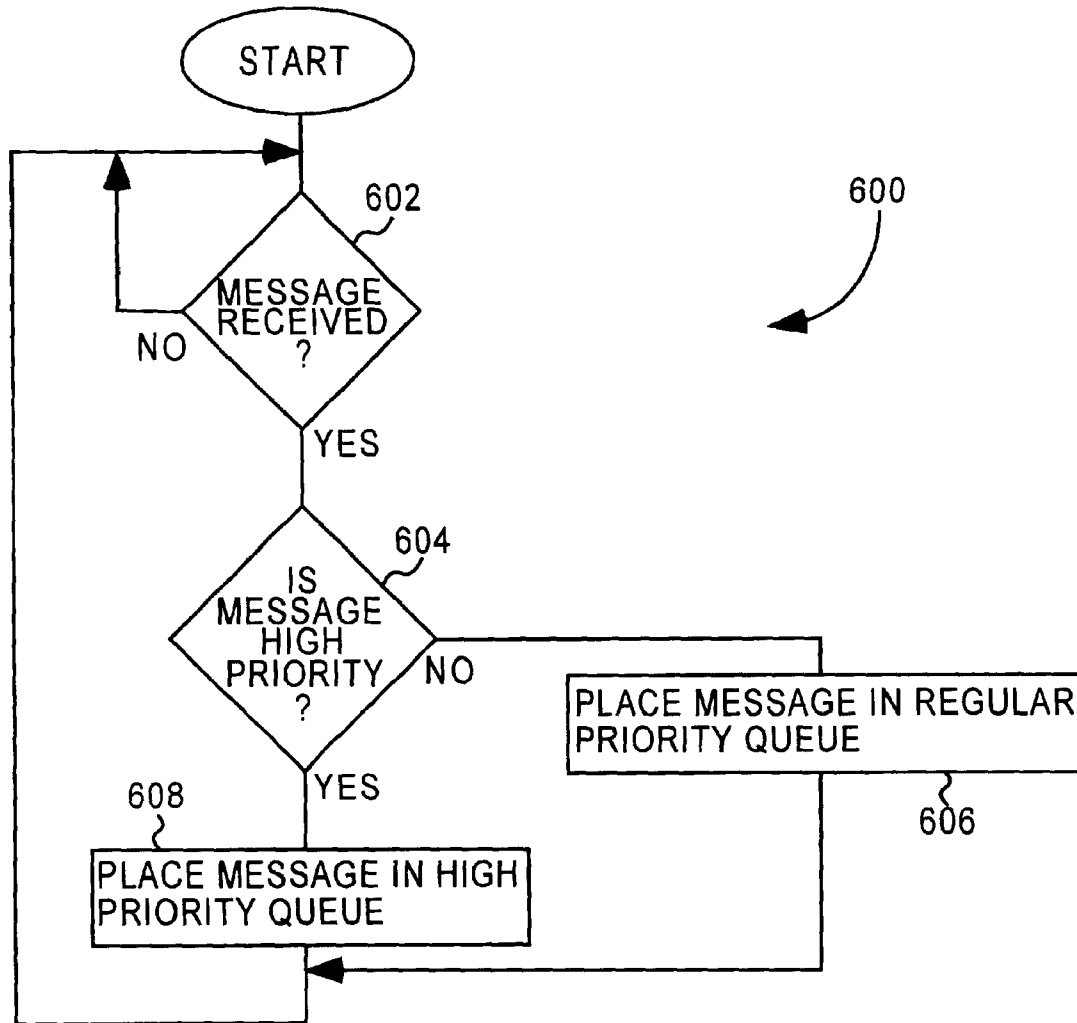 START
602
600
MESSAGE
RECEIVED
?
NO
YES
604
IS
MESSAGE
HIGH
PRIORITY
?
NO
PLACE MESSAGE IN REGULAR
PRIORITY QUEUE
606
YES
608
PLACE MESSAGE IN HIGH
PRIORITY QUEUE